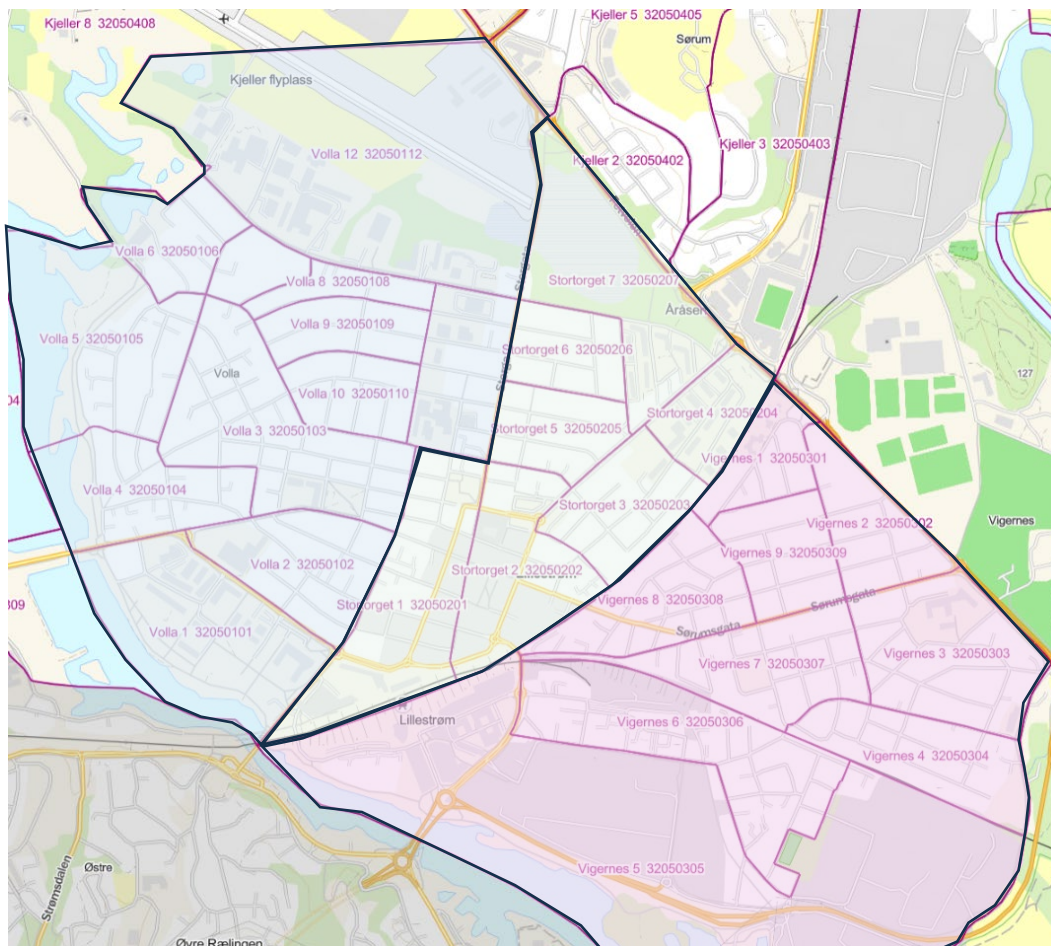 Kjeller 8 32050408
Kjeller 5 32050405
Sørum
Kjeller flyplass
Kjeller 3 32050403
Volla 12 32050112
Kjeller 2 32050402
Volla 6 32050106
Volla 8 32050108
Stortorget 7 32050207
Åråsen
Volla 9 32050109
Volla 5 32050105
Stortorget 6 32050206
Volla
127
Volla 10 32050110
04
Stortorget 4 32050204
Volla 3 32050103
Stortorget 5 32050205
Vigernes 1 32050301
Volla 4 32050104
Stortorget 3 32050203
Vigernes
Vigernes 2 32050302
Vigernes 9 32050309
Volla 2 32050102
Stortorget 2 32050202
309
Stortorget 1 32050201
Vigernes 8 32050308
Sørumsgata
Volla 1 32050101
Sørumsgata
Vigernes 3 32050303
Vigernes 7 32050307
Lillestrøm
Vigernes 6 32050306
Vigernes 4 32050304
Østre
Strømsdalen
Vigernes 5 32050305
Øvre Rælingen